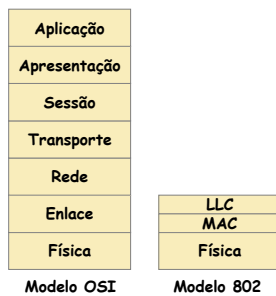 Aplicação
Apresentação
Sessão
Transporte
Rede
Enlace
Física
Modelo OSI
LLC
MAC
Física
Modelo 802